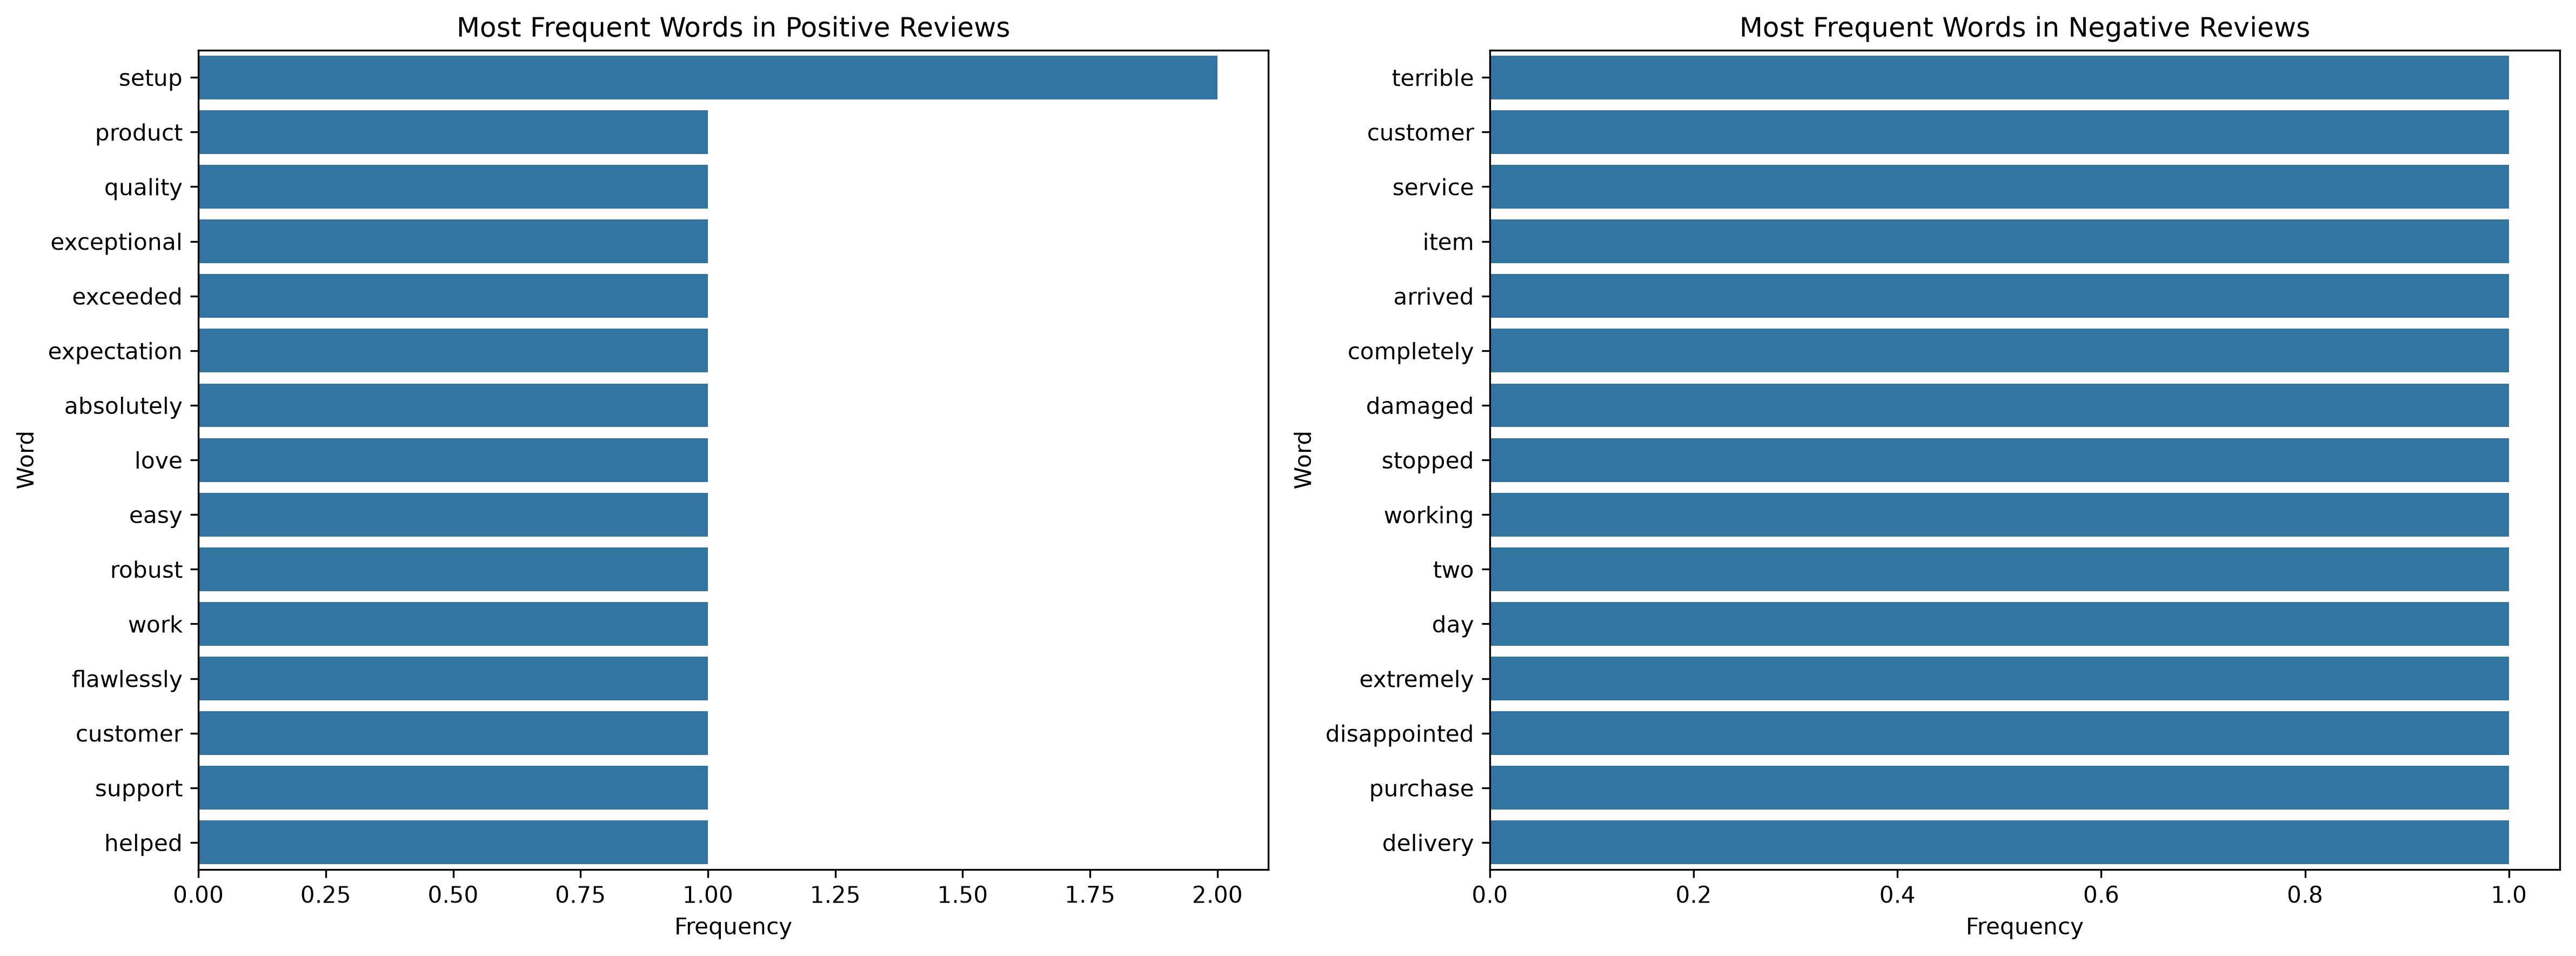 Most Frequent Words in Positive Reviews
setup
product
quality
exceptional
exceeded
expectation
absolutely
love
easy
robust
work
flawlessly
customer
support
helped
Word
0.00 0.25 0.50 0.75 1.00 1.25 1.50 1.75 2.00
Frequency
Most Frequent Words in Negative Reviews
terrible
customer
service
item
arrived
completely
damaged
stopped
working
two
day
extremely
disappointed
purchase
delivery
Word
0.0 0.2 0.4 0.6 0.8 1.0
Frequency